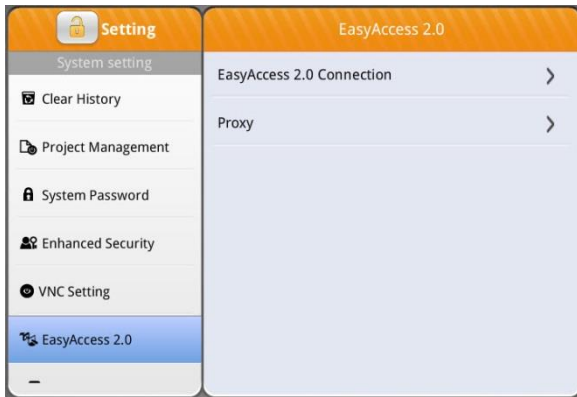 Setting
System setting
Clear History
Project Management
System Password
Enhanced Security
VNC Setting
EasyAccess 2.0
EasyAccess 2.0
EasyAccess 2.0 Connection
Proxy